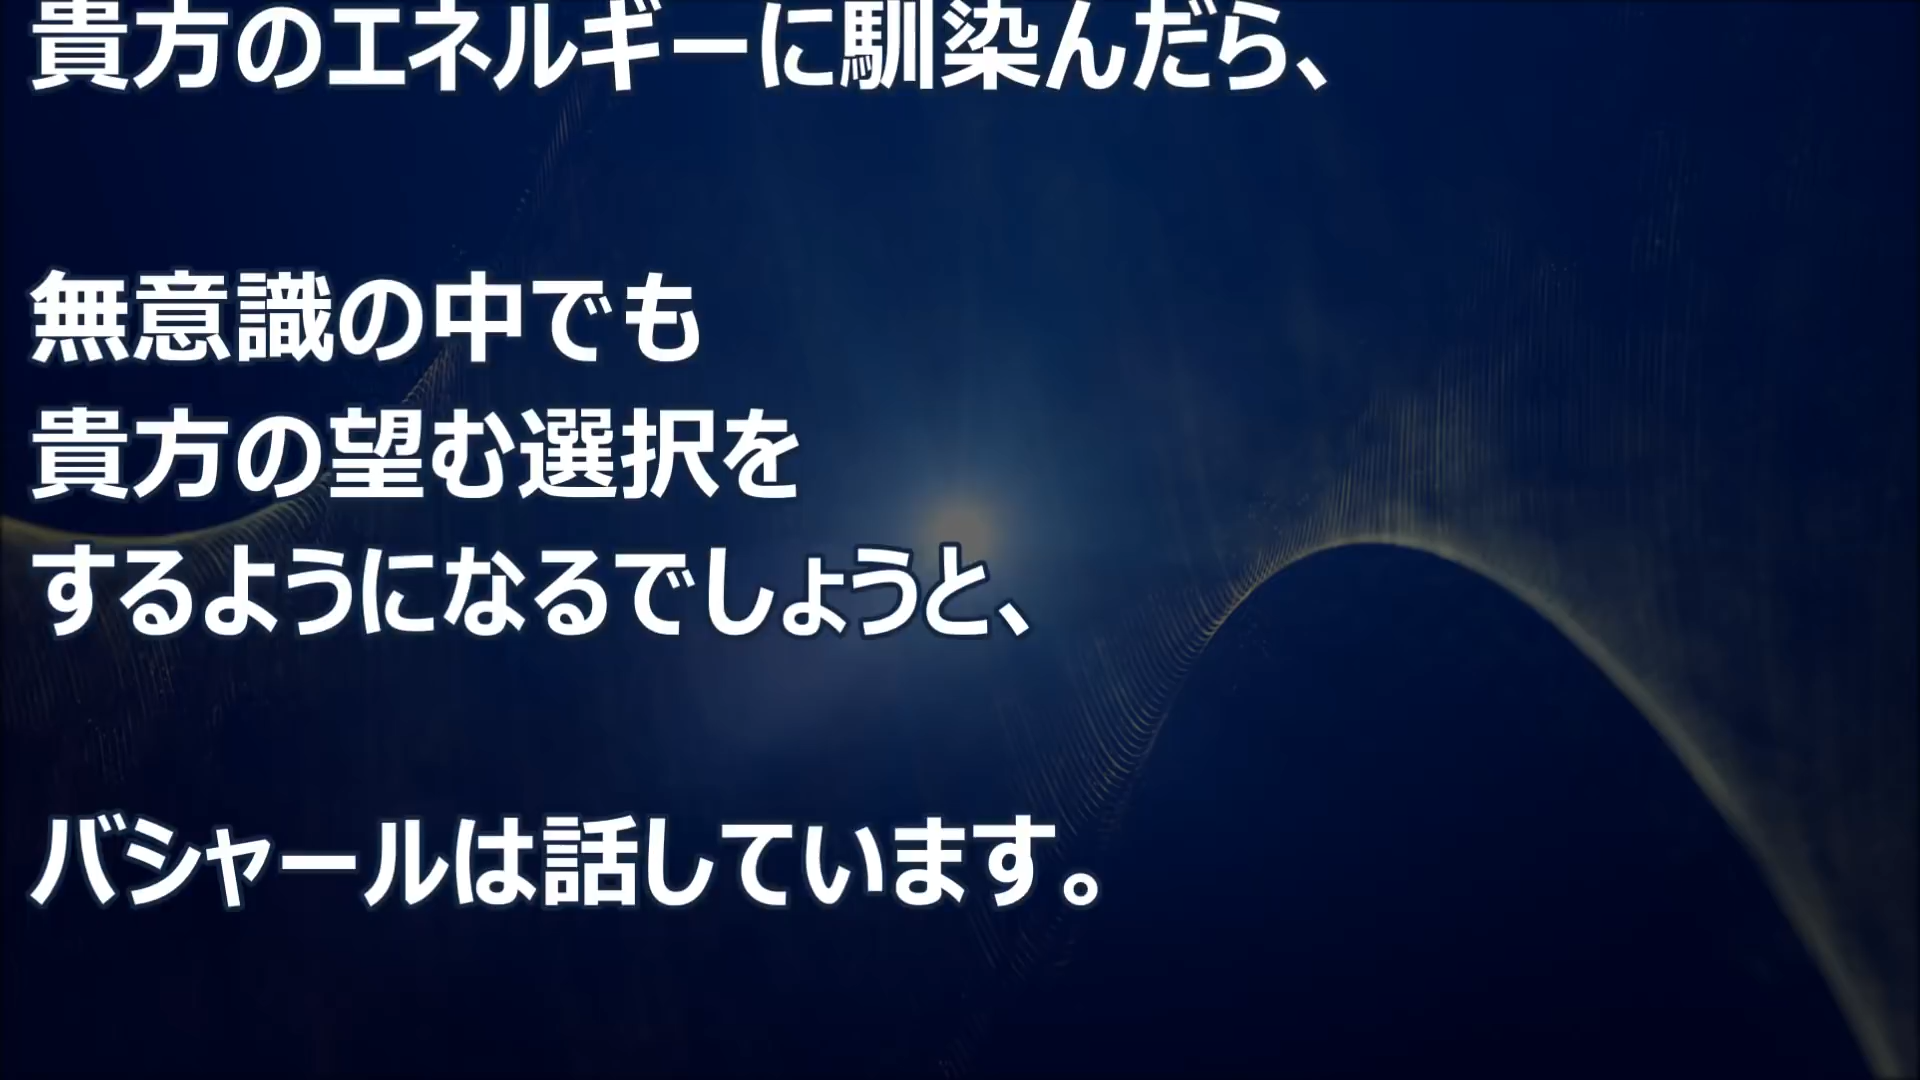 貴方のエネルギーに馴染んだら、
無意識の中でも
貴方の望む選択を
するようになるでしょうと、
バシャールは話しています。